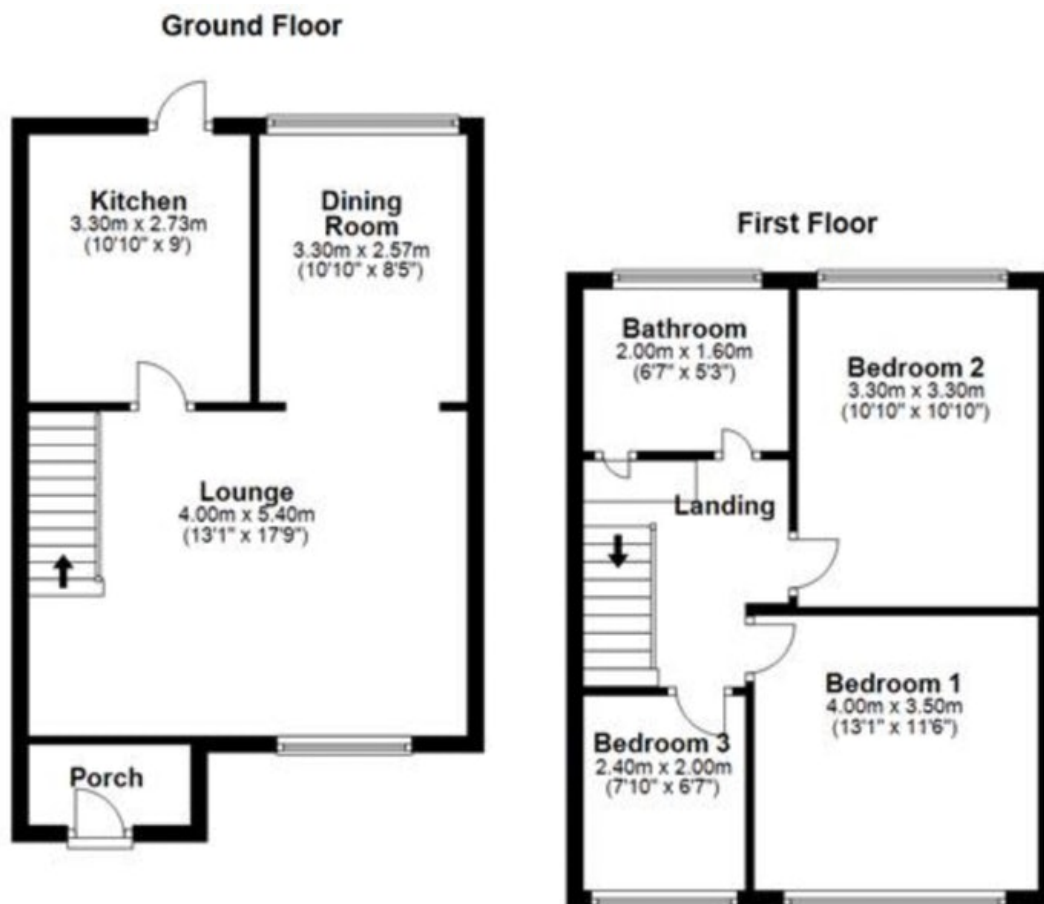 Ground Floor
Kitchen
3.30m x 2.73m
(10'10" x 9')
Dining
Room
3.30m x 2.57m
(10'10" x 8'5")
Lounge
4.00m x 5.40m
(13'1" x 17'9")
Porch
First Floor
Bathroom
2.00m x 1.60m
(6'7" x 5'3")
Bedroom 2
3.30m x 3.30m
(10'10" x 10'10")
Landing
Bedroom 1
4.00m x 3.50m
(13'1" x 11'6")
Bedroom 3
2.40m x 2.00m
(7'10" x 6'7")